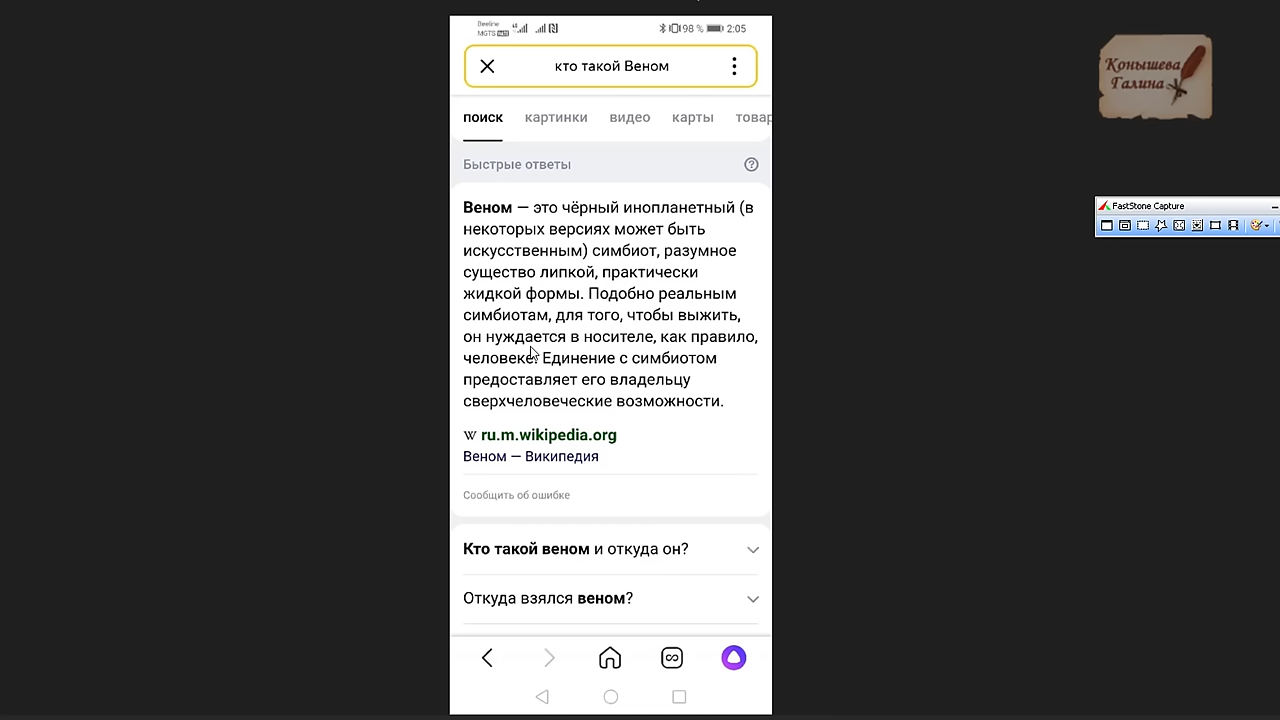 Beeline
MGTS
98 %
2:05
кто такой Веном
поиск картинки видео карты товар
Быстрые ответы
Веном — это чёрный инопланетный (в
некоторых версиях может быть
искусственным) симбиот, разумное
существо липкой, практически
жидкой формы. Подобно реальным
симбиотам, для того, чтобы выжить,
он нуждается в носителе, как правило,
человеке. Единение с симбиотом
предоставляет его владельцу
сверхчеловеческие возможности.
W ru.m.wikipedia.org
Веном — Википедия
Сообщить об ошибке
Кто такой веном и откуда он?
Откуда взялся веном?
Конышева
Галина
FastStone Capture